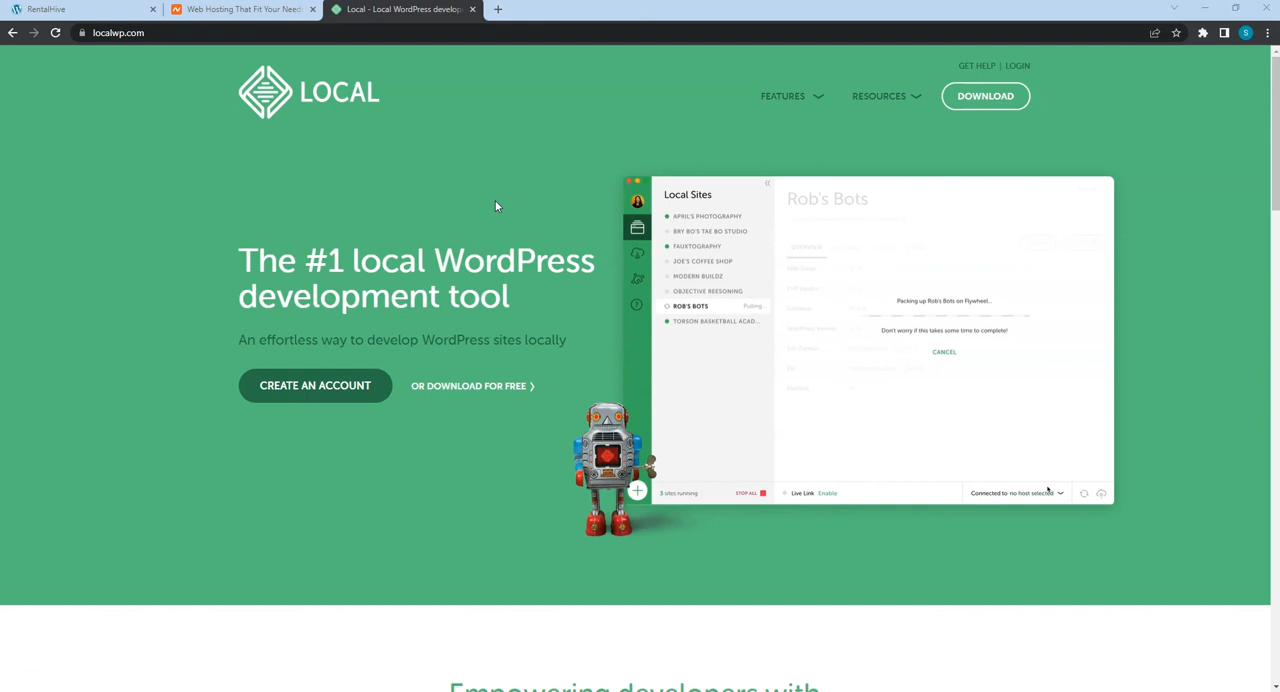 RentalHive
Web Hosting That Fit Your Need
Local - Local WordPress develop
localwp.com
S
GET HELP | LOGIN
LOCAL
FEATURES
RESOURCES
DOWNLOAD
The #1 local WordPress
development tool
An effortless way to develop WordPress sites locally
CREATE AN ACCOUNT
OR DOWNLOAD FOR FREE ❯
Local Sites
APRIL'S PHOTOGRAPHY
BRY BO'S TAE BO STUDIO
FAUXTOGRAPHY
JOE'S COFFEE SHOP
MODERN BUILDZ
OBJECTIVE REESONING
ROB'S BOTS Pulling...
TORSON BASKETBALL ACAD...
3 sites running STOP ALL
Rob's Bots
OVERVIEW
Packing up Rob's Bots on Flywheel...
Don't worry if this takes some time to complete!
CANCEL
Live Link Enable
Connected to no host selected
Empowering developers with